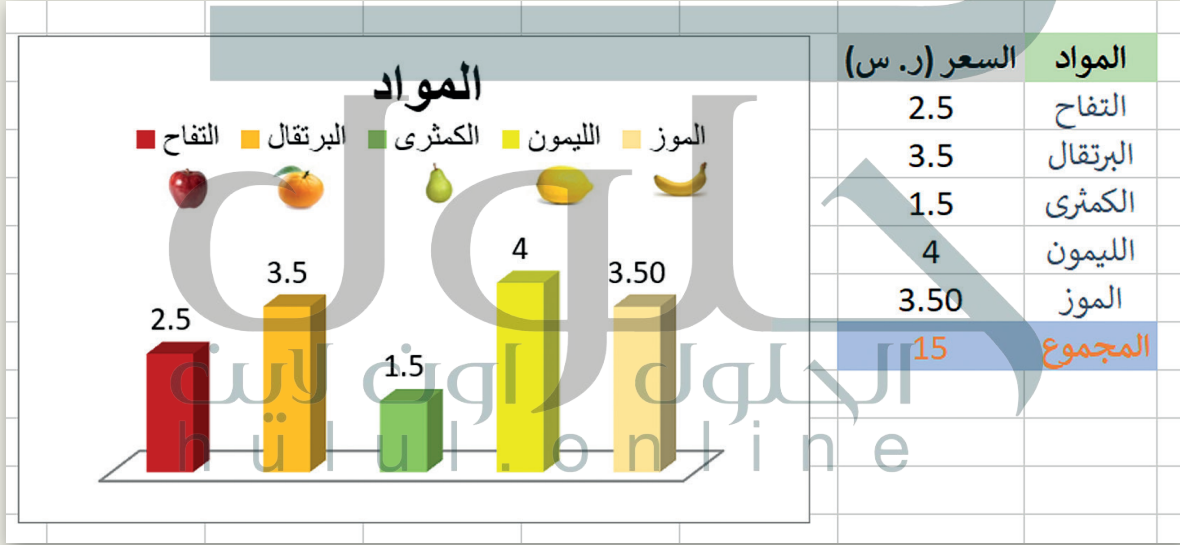 المواد السعر (ر. س)
التفاح 2.5
البرتقال 3.5
الكمثرى 1.5
الليمون 4
الموز 3.50
المجموع 15
المواد
الموز الليمون الكمثرى البرتقال التفاح
2.5 3.5 1.5 4 3.50
حلول
الحلول اون لاين
hulul.online